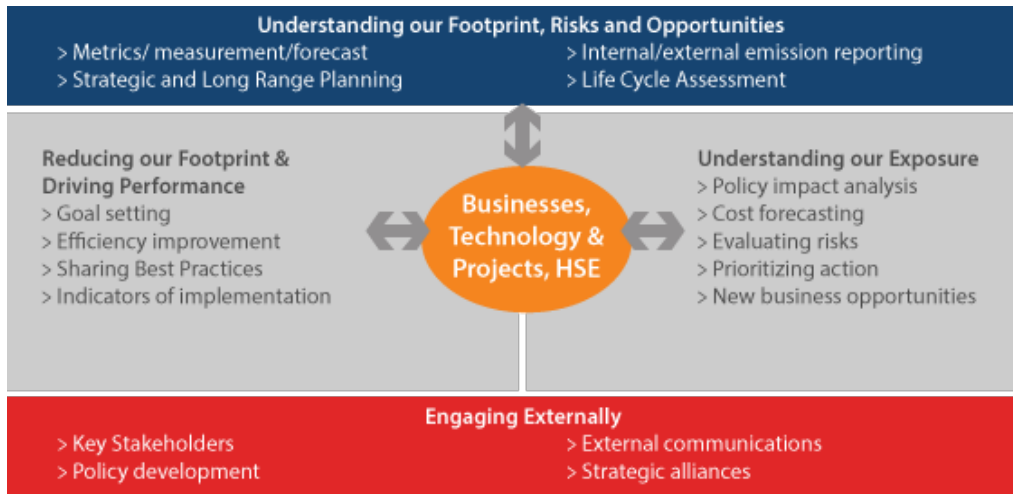 Understanding our Footprint, Risks and Opportunities
> Metrics/ measurement/forecast
> Strategic and Long Range Planning
> Internal/external emission reporting
> Life Cycle Assessment
Reducing our Footprint &
Driving Performance
> Goal setting
> Efficiency improvement
> Sharing Best Practices
> Indicators of implementation
Businesses,
Technology &
Projects, HSE
Understanding our Exposure
> Policy impact analysis
> Cost forecasting
> Evaluating risks
> Prioritizing action
> New business opportunities
Engaging Externally
> Key Stakeholders
> Policy development
> External communications
> Strategic alliances